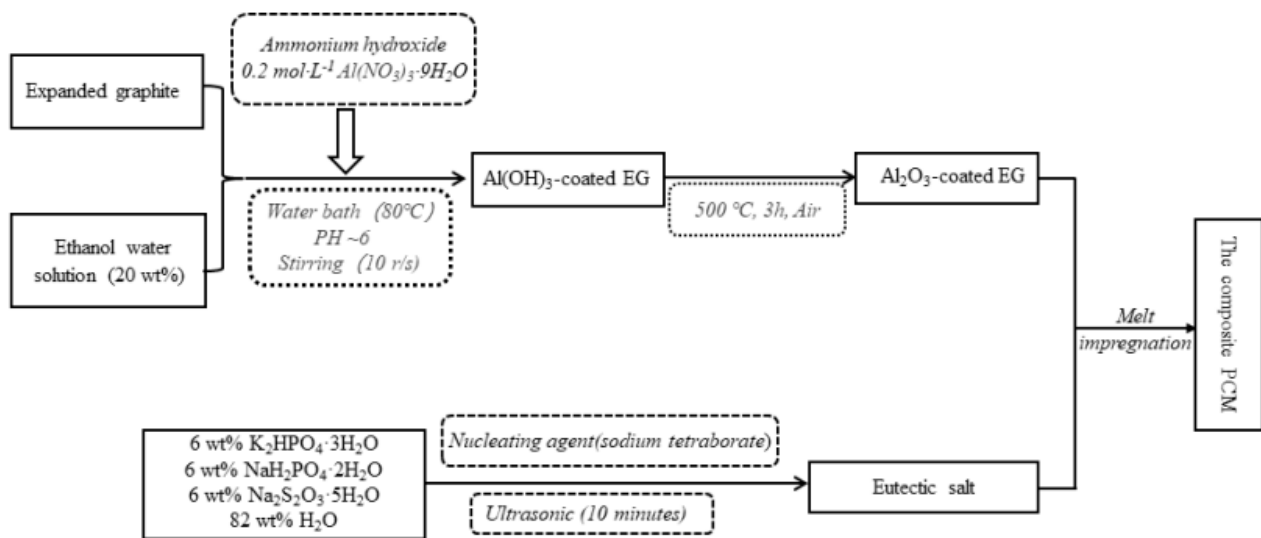 Ammonium hydroxide
0.2 mol·L⁻¹ Al(NO₃)₃·9H₂O
Expanded graphite
Ethanol water
solution (20 wt%)
Water bath (80℃)
PH ~6
Stirring (10 r/s)
Al(OH)₃-coated EG
500 ℃, 3h, Air
Al₂O₃-coated EG
6 wt% K₂HPO₄·3H₂O
6 wt% NaH₂PO₄·2H₂O
6 wt% Na₂S₂O₃·5H₂O
82 wt% H₂O
Nucleating agent(sodium tetraborate)
Ultrasonic (10 minutes)
Eutectic salt
Melt
impregnation
The composite PCM